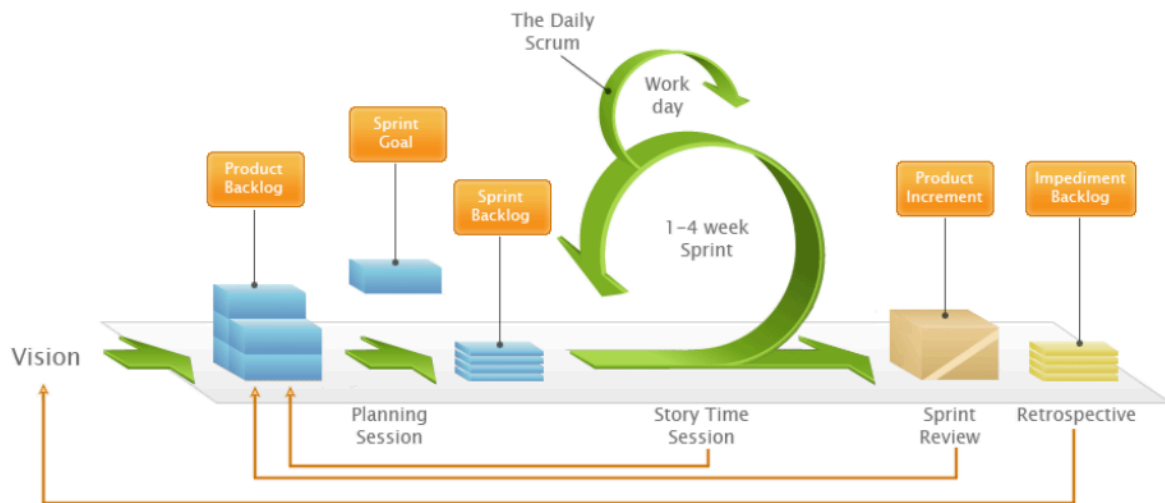 The Daily
Scrum
Work
day
Sprint
Goal
Product
Backlog
Sprint
Backlog
1-4 week
Sprint
Product
Increment
Impediment
Backlog
Vision
Planning
Session
Story Time
Session
Sprint
Review
Retrospective